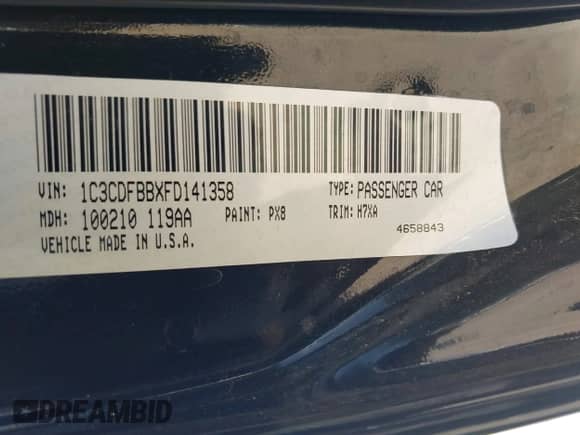 VIN: 1C3CDFBBXFD141358 TYPE: PASSENGER CAR
MDH: 100210 119AA PAINT: PX8 TRIM: H7XA
VEHICLE MADE IN U.S.A. 4658843
DREAMBID